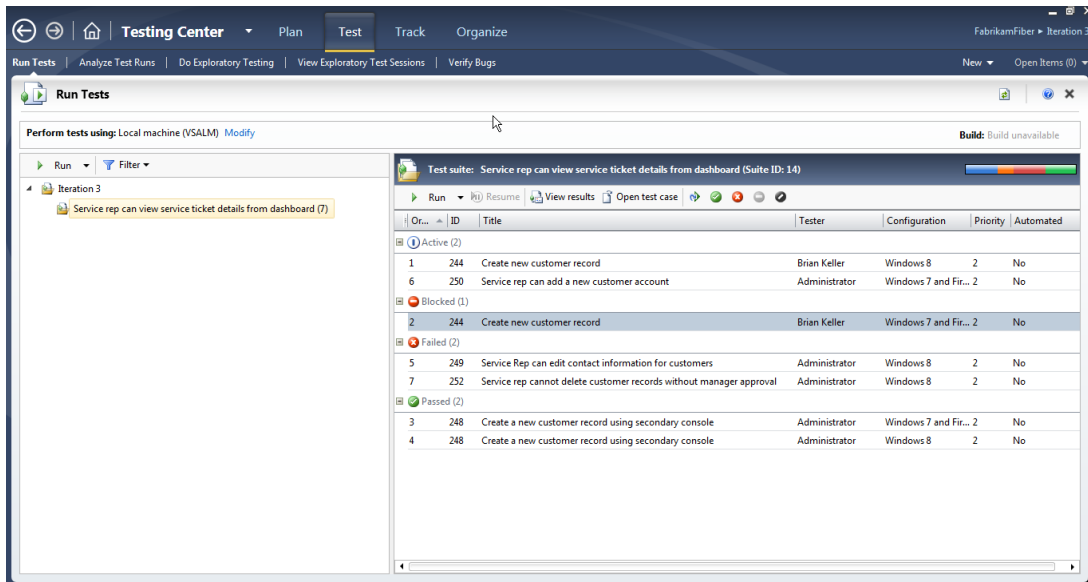 Testing Center Plan Test Track Organize FabrikamFiber ▸ Iteration 3
Run Tests | Analyze Test Runs | Do Exploratory Testing | View Exploratory Test Sessions | Verify Bugs New Open Items (0)
Run Tests
Perform tests using: Local machine (VSALM) Modify Build: Build unavailable
Run Filter
Iteration 3
Service rep can view service ticket details from dashboard (7)
Test suite: Service rep can view service ticket details from dashboard (Suite ID: 14)
Run Resume View results Open test case
Or... ID Title Tester Configuration Priority Automated
Active (2)
1 244 Create new customer record Brian Keller Windows 8 2 No
6 250 Service rep can add a new customer account Administrator Windows 7 and Fir... 2 No
Blocked (1)
2 244 Create new customer record Brian Keller Windows 7 and Fir... 2 No
Failed (2)
5 249 Service Rep can edit contact information for customers Administrator Windows 8 2 No
7 252 Service rep cannot delete customer records without manager approval Administrator Windows 8 2 No
Passed (2)
3 248 Create a new customer record using secondary console Administrator Windows 7 and Fir... 2 No
4 248 Create a new customer record using secondary console Administrator Windows 8 2 No